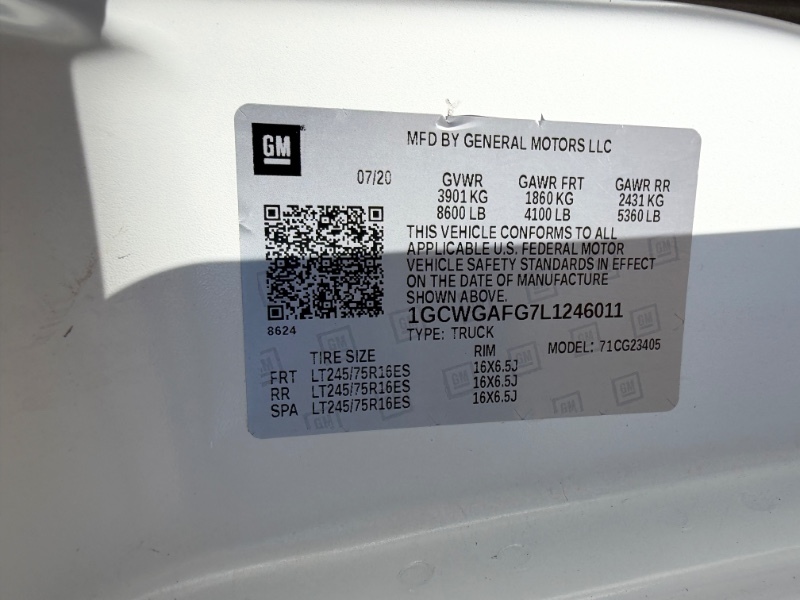 GM
MFD BY GENERAL MOTORS LLC
07/20
GVWR GAWR FRT GAWR RR
3901 KG 1860 KG 2431 KG
8600 LB 4100 LB 5360 LB
THIS VEHICLE CONFORMS TO ALL
APPLICABLE U.S. FEDERAL MOTOR
VEHICLE SAFETY STANDARDS IN EFFECT
ON THE DATE OF MANUFACTURE
SHOWN ABOVE.
1GCWGAFG7L1246011
8624
TYPE: TRUCK MODEL: 71CG23405
TIRE SIZE RIM
FRT LT245/75R16ES 16X6.5J
RR LT245/75R16ES 16X6.5J
SPA LT245/75R16ES 16X6.5J